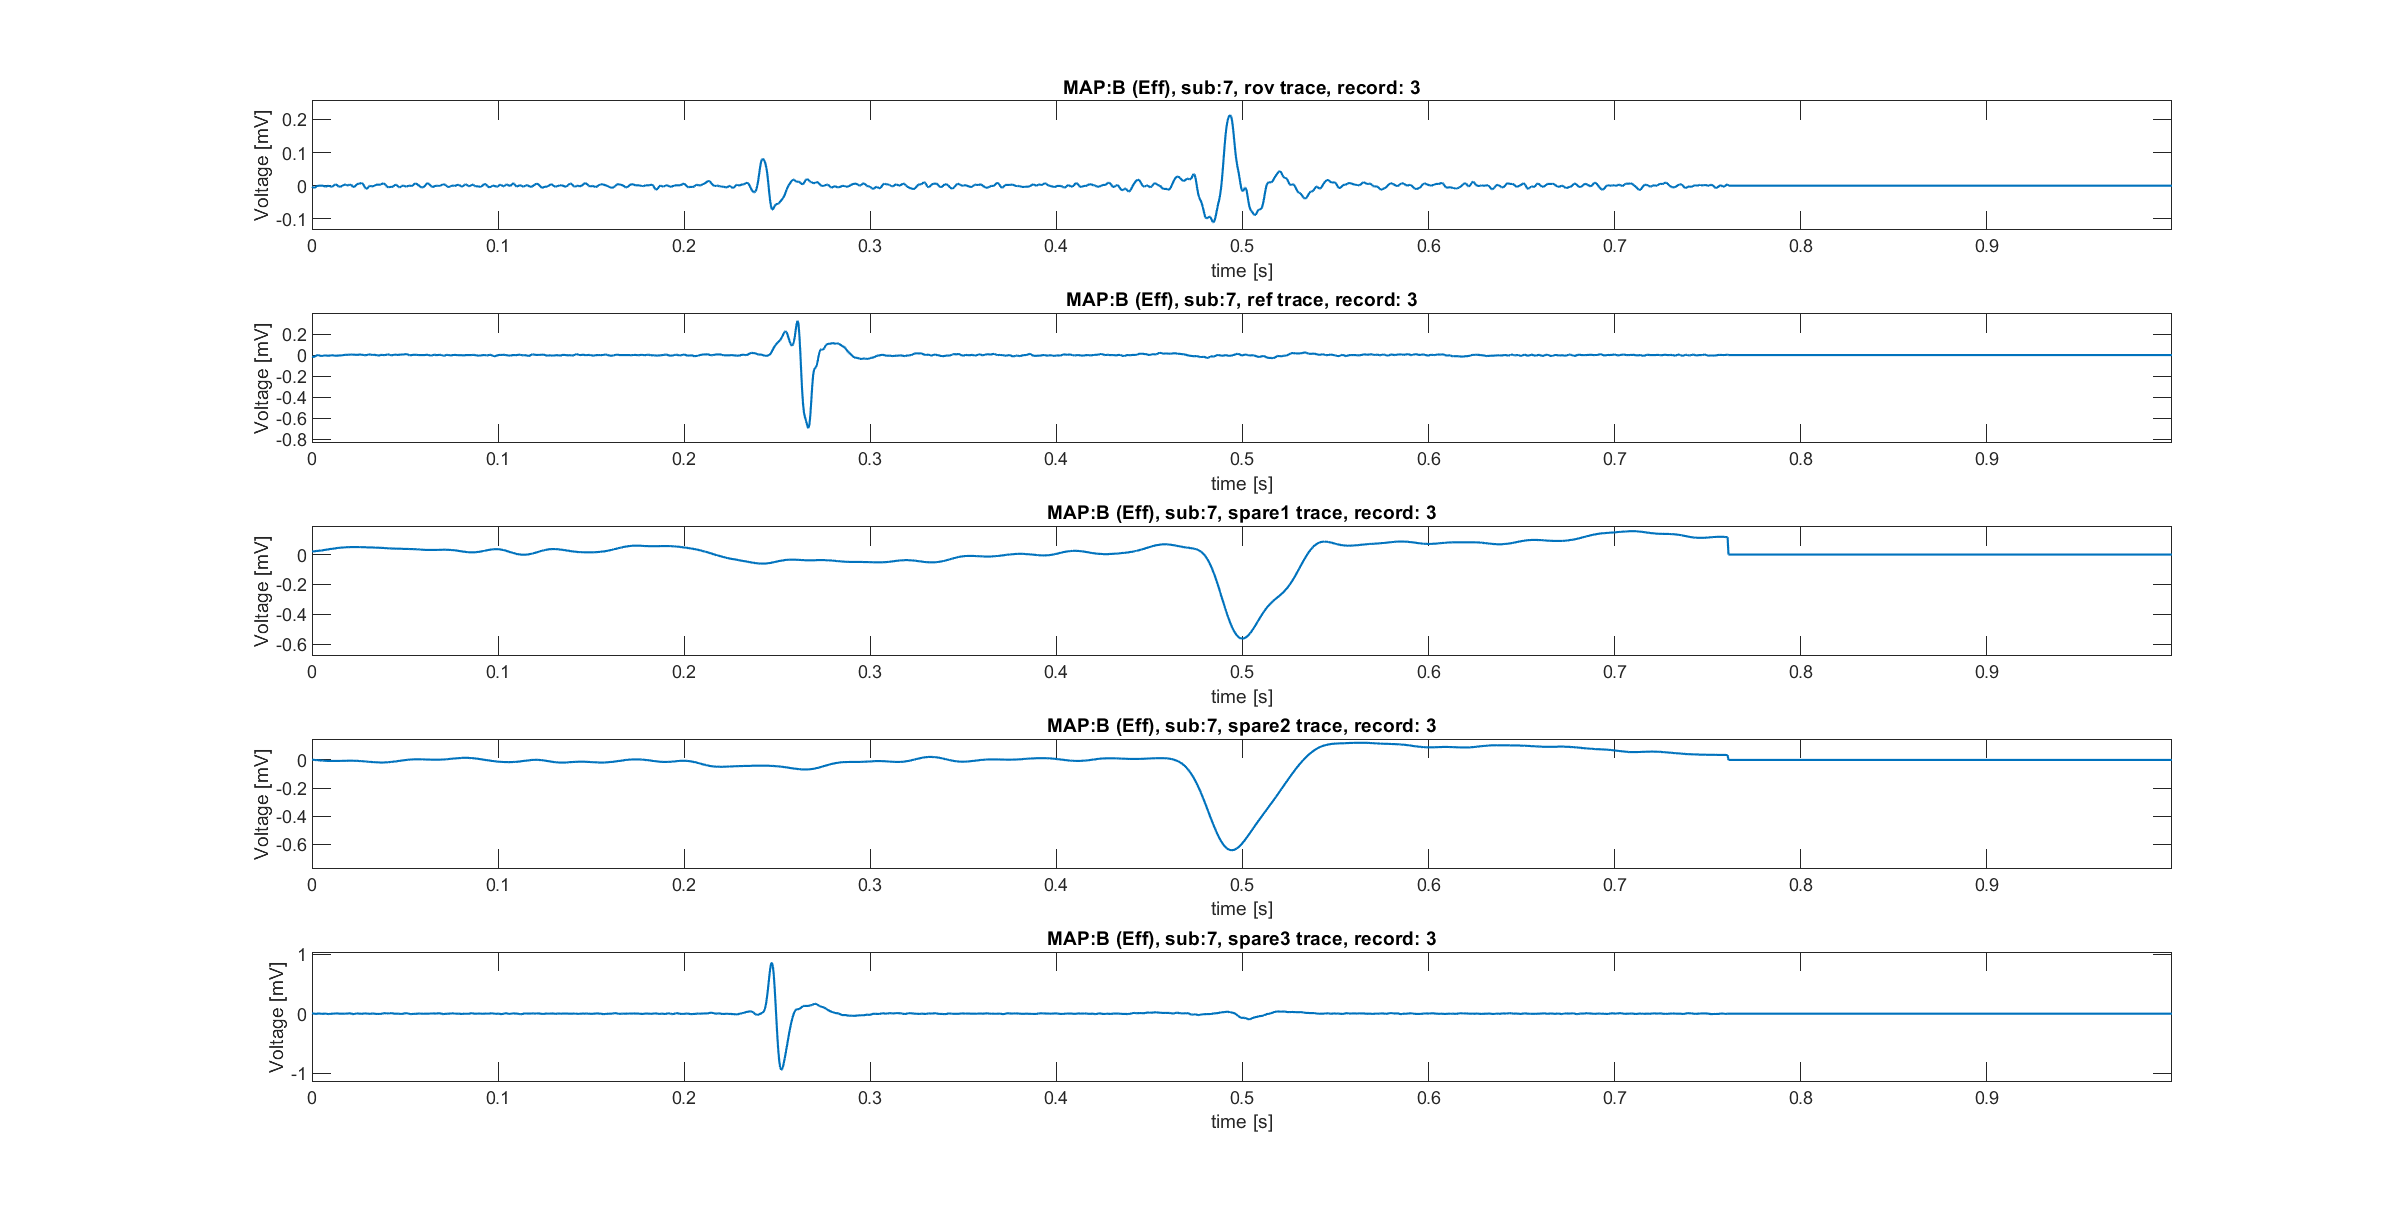 MAP:B (Eff), sub:7, rov trace, record: 3
Voltage [mV]
0.2
0.1
0
-0.1
0 0.1 0.2 0.3 0.4 0.5 0.6 0.7 0.8 0.9
time [s]
MAP:B (Eff), sub:7, ref trace, record: 3
Voltage [mV]
0.2
0
-0.2
-0.4
-0.6
-0.8
0 0.1 0.2 0.3 0.4 0.5 0.6 0.7 0.8 0.9
time [s]
MAP:B (Eff), sub:7, spare1 trace, record: 3
Voltage [mV]
0
-0.2
-0.4
-0.6
0 0.1 0.2 0.3 0.4 0.5 0.6 0.7 0.8 0.9
time [s]
MAP:B (Eff), sub:7, spare2 trace, record: 3
Voltage [mV]
0
-0.2
-0.4
-0.6
0 0.1 0.2 0.3 0.4 0.5 0.6 0.7 0.8 0.9
time [s]
MAP:B (Eff), sub:7, spare3 trace, record: 3
Voltage [mV]
1
0
-1
0 0.1 0.2 0.3 0.4 0.5 0.6 0.7 0.8 0.9
time [s]